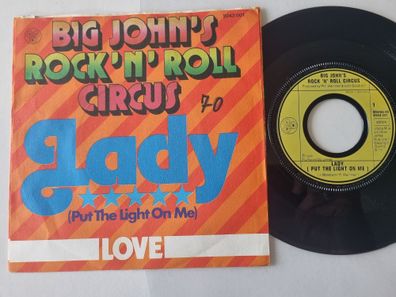 BIG JOHN'S
ROCK'N'ROLL
CIRCUS
70
Lady
(Put The Light On Me)
LOVE
BIG JOHN'S
ROCK 'N' ROLL CIRCUS
1
LADY
( PUT THE LIGHT ON ME )